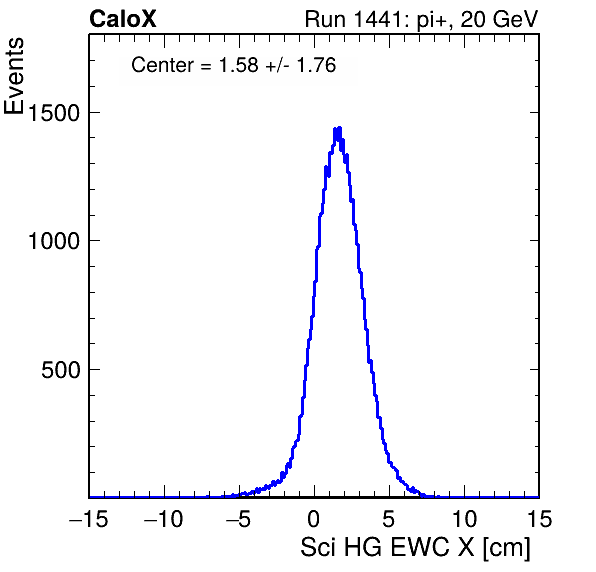 CaloX Run 1441: pi+, 20 GeV
Events
Center = 1.58 +/- 1.76
1500
1000
500
−15 −10 −5 0 5 10 15
Sci HG EWC X [cm]